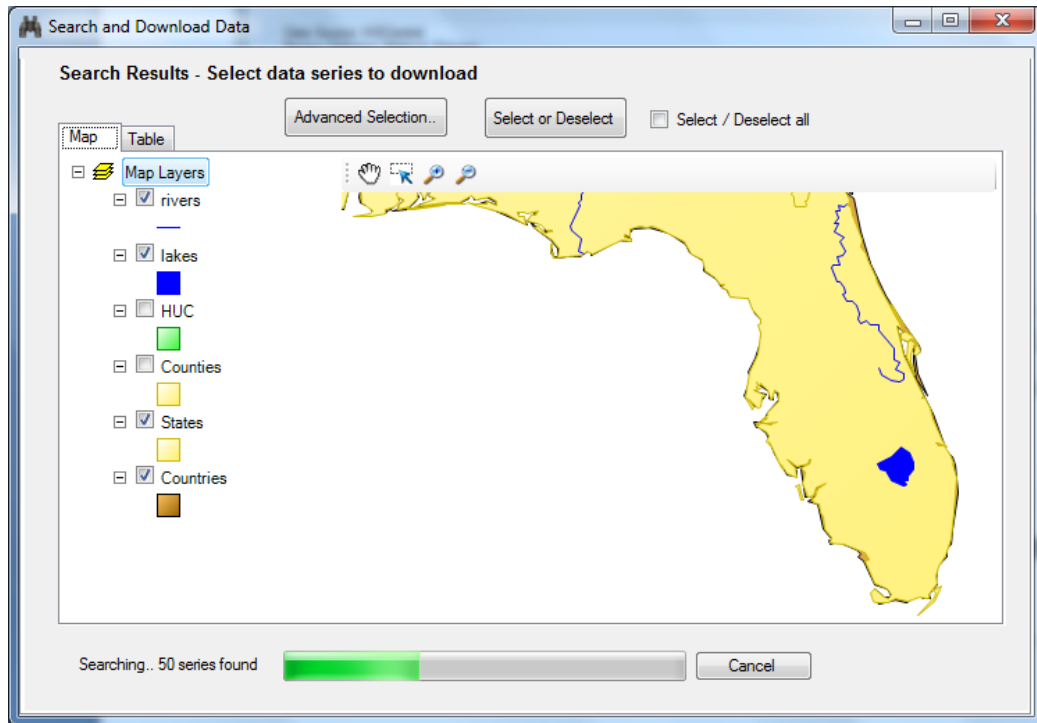 Search and Download Data
Search Results - Select data series to download
Advanced Selection..
Select or Deselect
Select / Deselect all
Map
Table
Map Layers
rivers
lakes
HUC
Counties
States
Countries
Searching.. 50 series found
Cancel